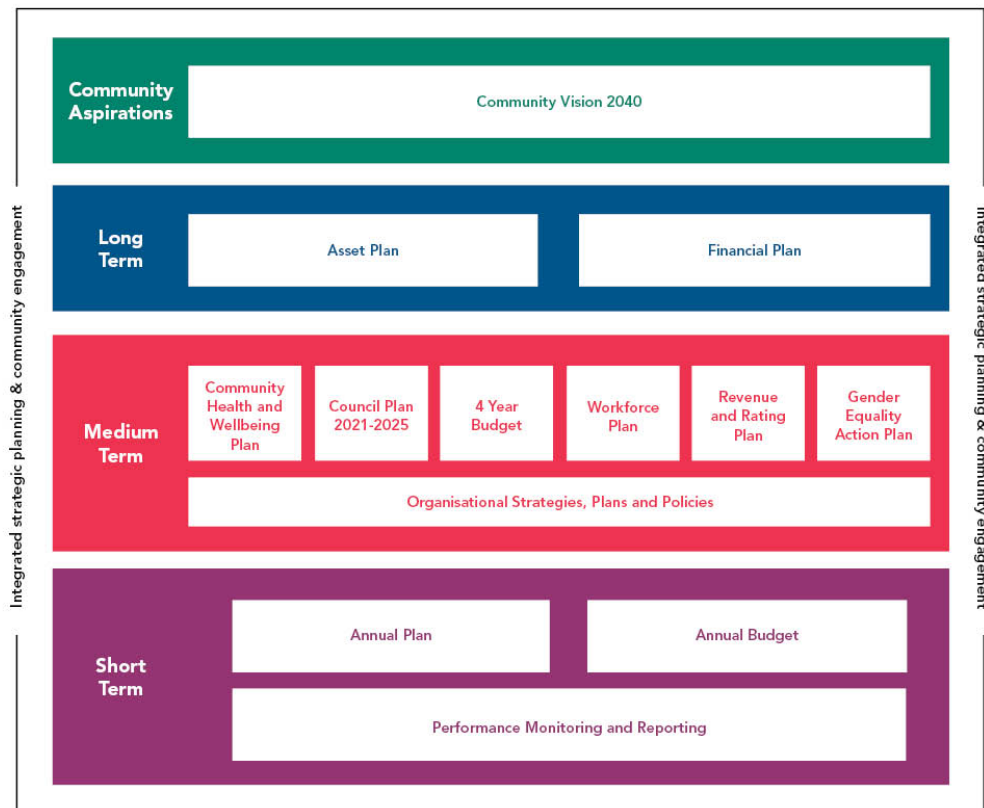 Community
Aspirations
Community Vision 2040
Long
Term
Asset Plan
Financial Plan
Medium
Term
Community
Health and
Wellbeing
Plan
Council Plan
2021-2025
4 Year
Budget
Workforce
Plan
Revenue
and Rating
Plan
Gender
Equality
Action Plan
Organisational Strategies, Plans and Policies
Short
Term
Annual Plan
Annual Budget
Performance Monitoring and Reporting
Integrated strategic planning & community engagement
Integrated strategic planning & community engagement